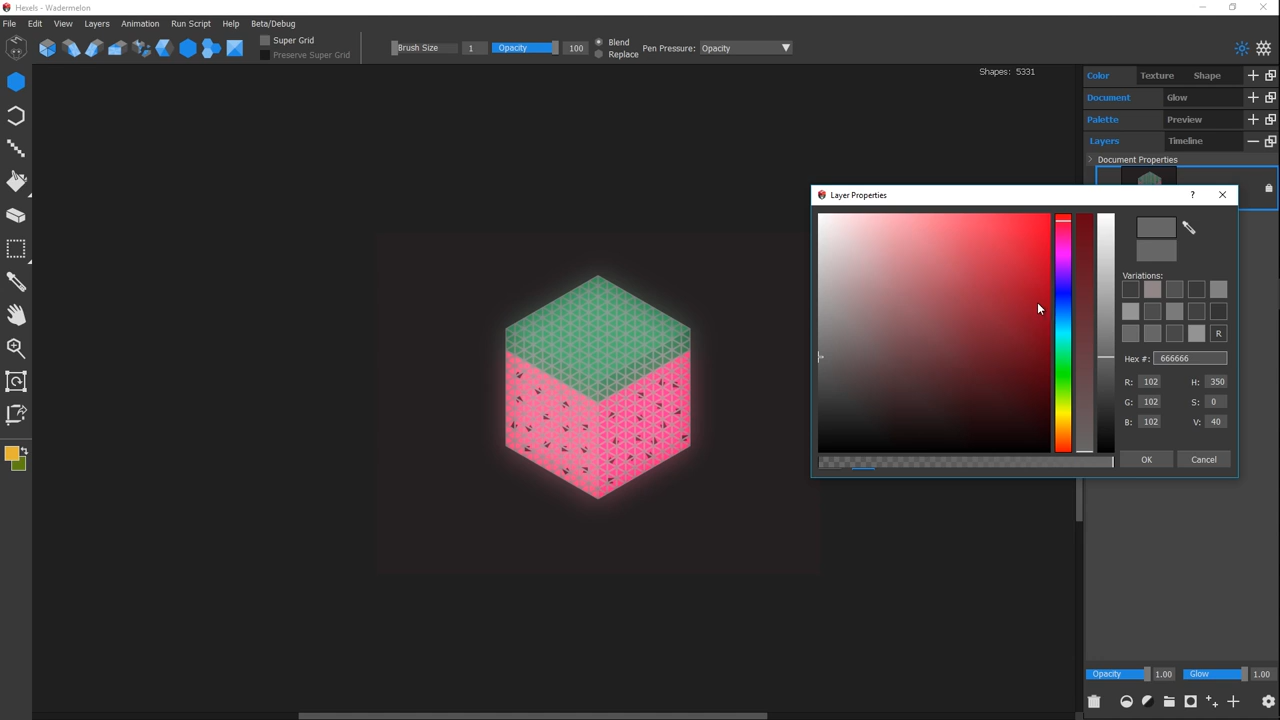 Hexels - Wadermelon
File Edit View Layers Animation Run Script Help Beta/Debug
Super Grid
Preserve Super Grid
Brush Size 1 Opacity 100
Blend
Replace
Pen Pressure: Opacity
Shapes: 5331
Color Texture Shape
Document Glow
Palette Preview
Layers Timeline
Document Properties
Layer Properties ?
Variations:
R
Hex #: 666666
R: 102 H: 350
G: 102 S: 0
B: 102 V: 40
OK Cancel
Opacity 1.00 Glow 1.00